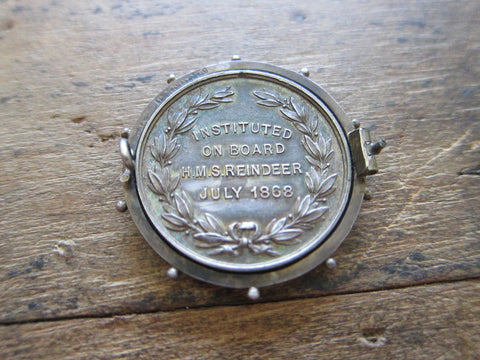 INSTITUTED
ON BOARD
H.M.S. REINDEER.
JULY 1868